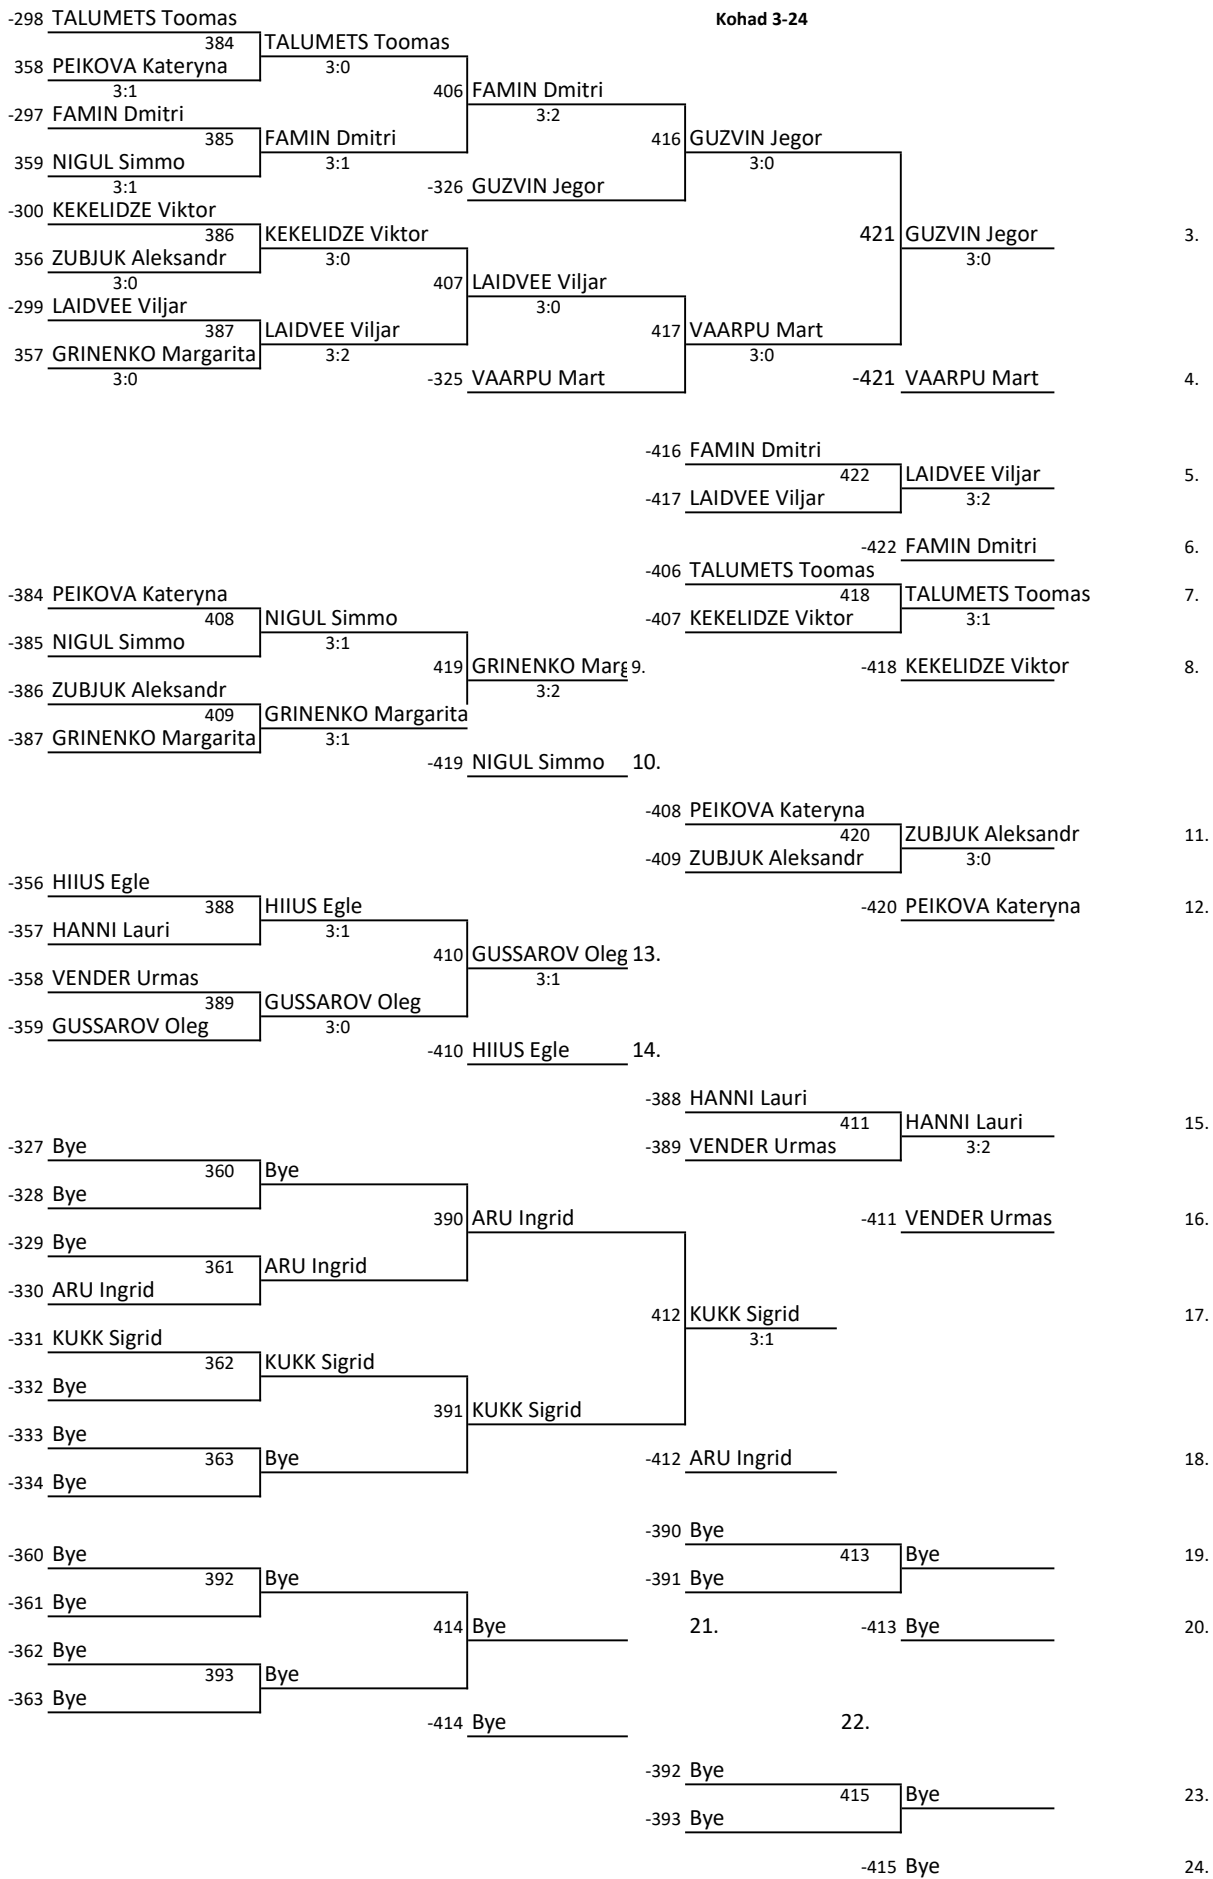 -298 TALUMETS Toomas Kohad 3-24
384 TALUMETS Toomas
358 PEIKOVA Kateryna 3:0
3:1 406 FAMIN Dmitri
-297 FAMIN Dmitri 3:2
385 FAMIN Dmitri 416 GUZVIN Jegor
359 NIGUL Simmo 3:1 3:0
3:1 -326 GUZVIN Jegor
-300 KEKELIDZE Viktor
386 KEKELIDZE Viktor 421 GUZVIN Jegor 3.
356 ZUBJUK Aleksandr 3:0 3:0
3:0 407 LAIDVEE Viljar
-299 LAIDVEE Viljar 3:0
387 LAIDVEE Viljar 417 VAARPU Mart
357 GRINENKO Margarita 3:2 3:0
3:0 -325 VAARPU Mart -421 VAARPU Mart 4.
-416 FAMIN Dmitri
422 LAIDVEE Viljar 5.
-417 LAIDVEE Viljar 3:2
-422 FAMIN Dmitri 6.
-406 TALUMETS Toomas
-384 PEIKOVA Kateryna 418 TALUMETS Toomas 7.
408 NIGUL Simmo -407 KEKELIDZE Viktor 3:1
-385 NIGUL Simmo 3:1
419 GRINENKO Marg 9. -418 KEKELIDZE Viktor 8.
-386 ZUBJUK Aleksandr 3:2
409 GRINENKO Margarita
-387 GRINENKO Margarita 3:1
-419 NIGUL Simmo 10.
-408 PEIKOVA Kateryna
420 ZUBJUK Aleksandr 11.
-409 ZUBJUK Aleksandr 3:0
-356 HIIUS Egle
388 HIIUS Egle -420 PEIKOVA Kateryna 12.
-357 HANNI Lauri 3:1
410 GUSSAROV Oleg 13.
-358 VENDER Urmas 3:1
389 GUSSAROV Oleg
-359 GUSSAROV Oleg 3:0
-410 HIIUS Egle 14.
-388 HANNI Lauri
411 HANNI Lauri 15.
-327 Bye -389 VENDER Urmas 3:2
360 Bye
-328 Bye
390 ARU Ingrid -411 VENDER Urmas 16.
-329 Bye
361 ARU Ingrid
-330 ARU Ingrid
412 KUKK Sigrid 17.
-331 KUKK Sigrid 3:1
362 KUKK Sigrid
-332 Bye
391 KUKK Sigrid
-333 Bye
363 Bye -412 ARU Ingrid 18.
-334 Bye
-390 Bye
-360 Bye 413 Bye 19.
392 Bye -391 Bye
-361 Bye
414 Bye 21. -413 Bye 20.
-362 Bye
393 Bye
-363 Bye
-414 Bye 22.
-392 Bye
415 Bye 23.
-393 Bye
-415 Bye 24.